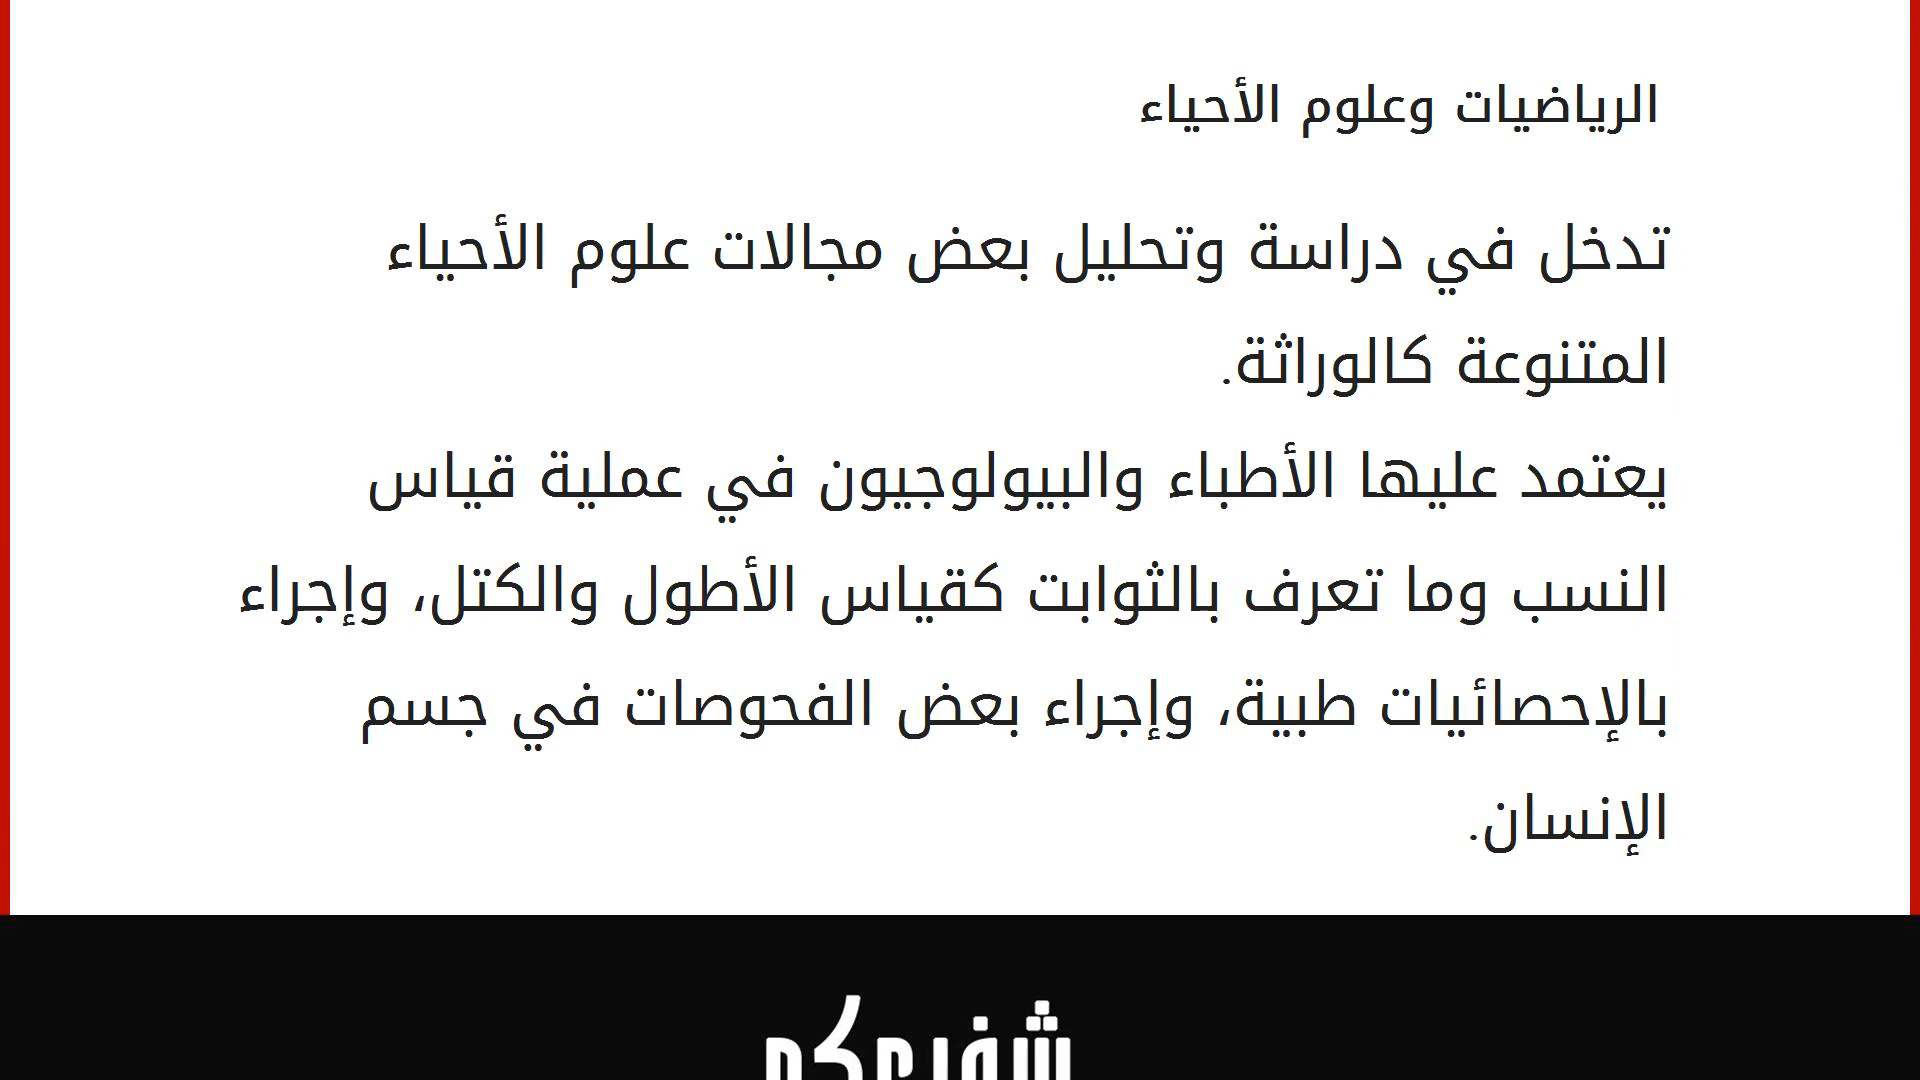 الرياضيات وعلوم الأحياء
تدخل في دراسة وتحليل بعض مجالات علوم الأحياء
المتنوعة كالوراثة.
يعتمد عليها الأطباء والبيولوجيون في عملية قياس
النسب وما تعرف بالثوابت كقياس الأطول والكتل، وإجراء
بالإحصائيات طبية، وإجراء بعض الفحوصات في جسم
الإنسان.